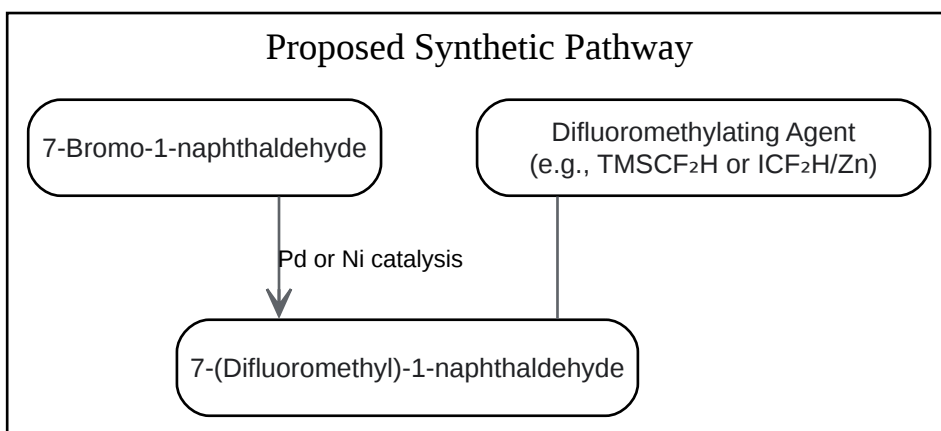 Proposed Synthetic Pathway
7-Bromo-1-naphthaldehyde
Difluoromethylating Agent
(e.g., TMSCF₂H or ICF₂H/Zn)
Pd or Ni catalysis
7-(Difluoromethyl)-1-naphthaldehyde